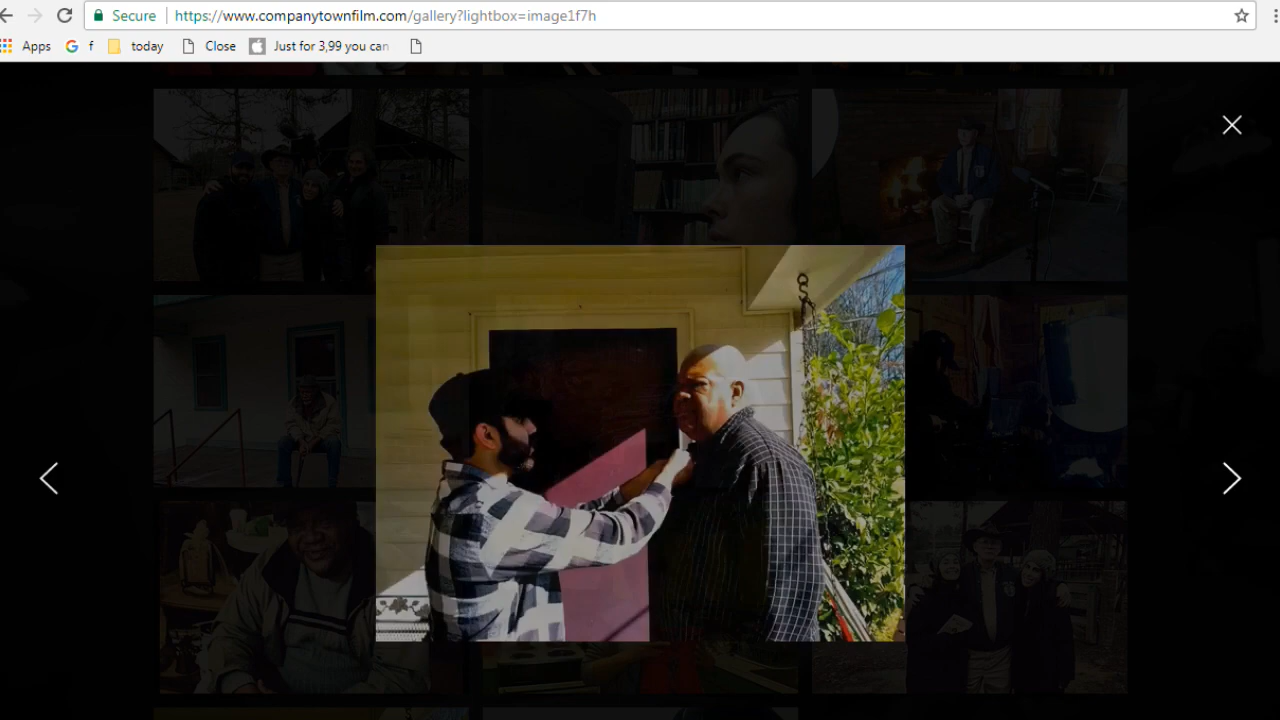 Secure https://www.companytownfilm.com/gallery?lightbox=image1f7h
Apps f today Close Just for 3,99 you can